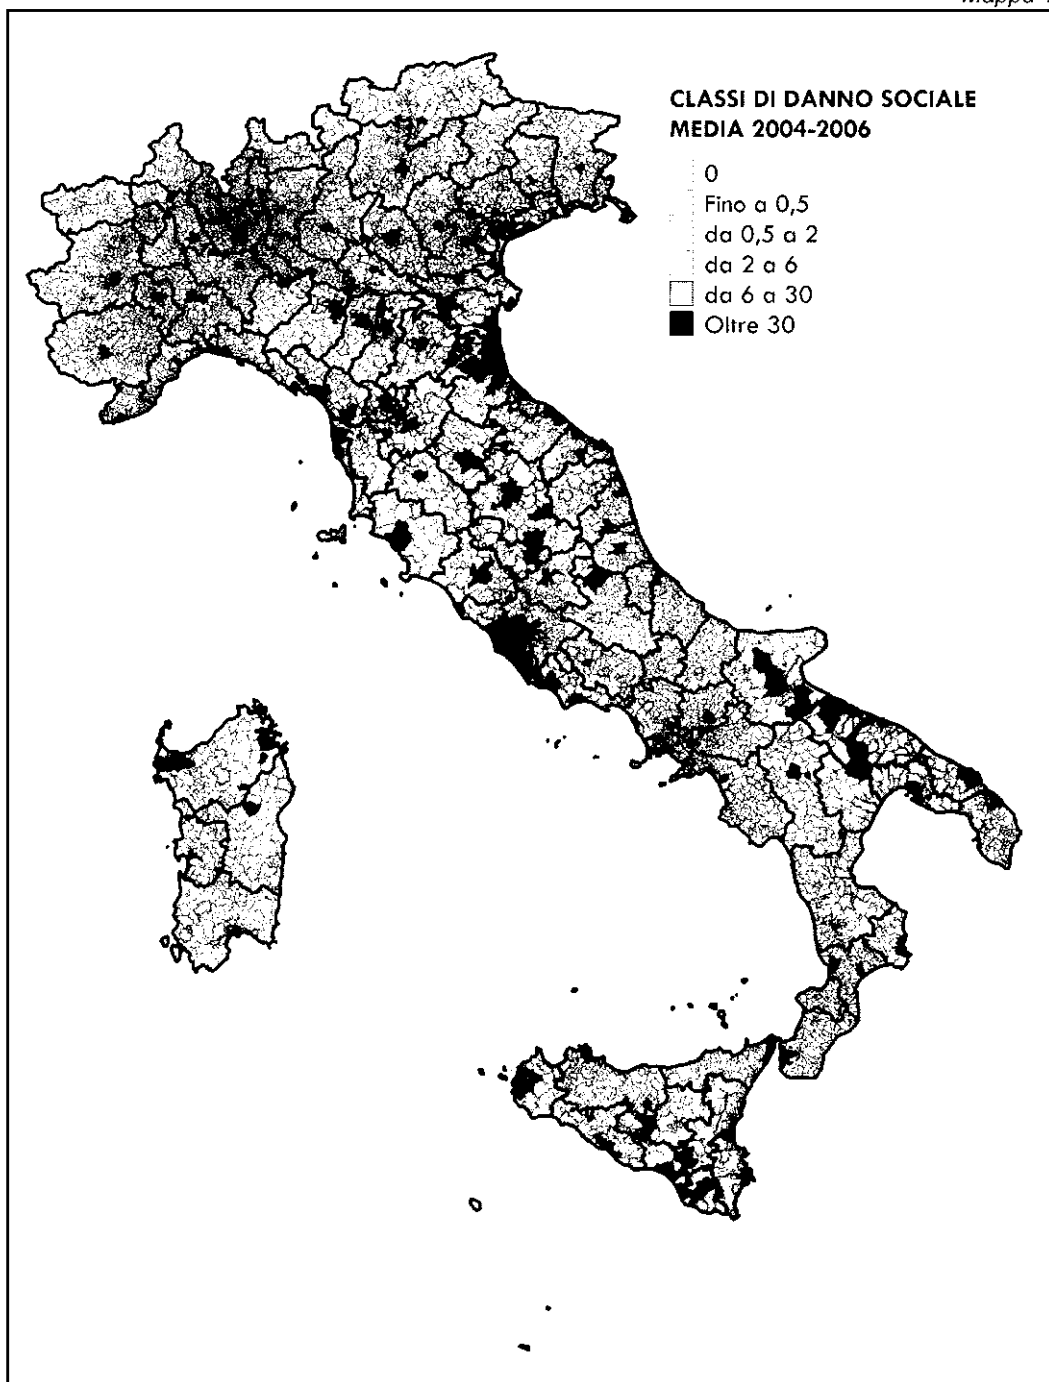 CLASSI DI DANNO SOCIALE
MEDIA 2004-2006
0
Fino a 0,5
da 0,5 a 2
da 2 a 6
da 6 a 30
Oltre 30